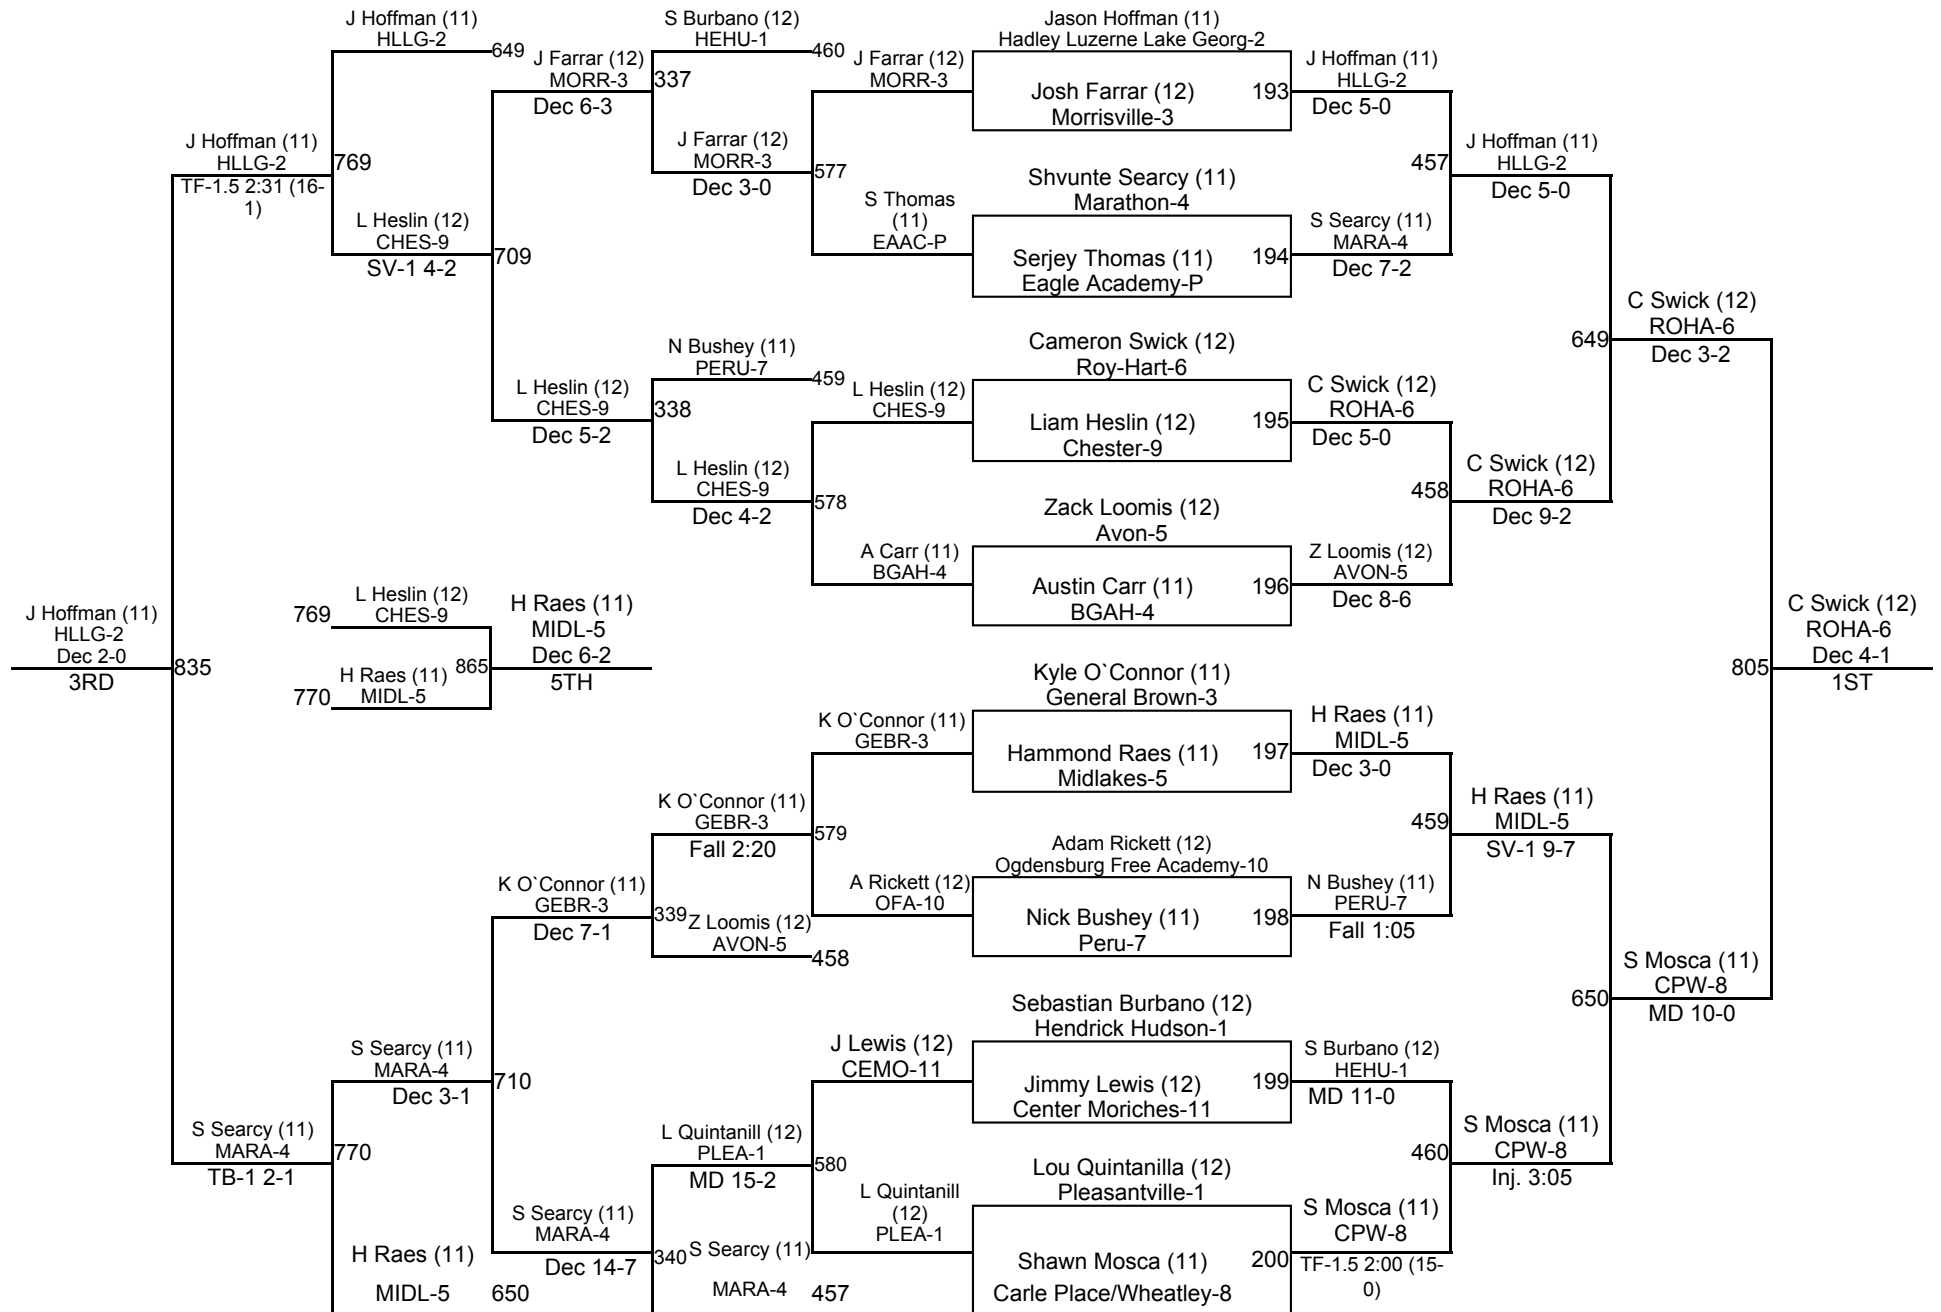 J Hoffman (11)
HLLG-2
649
J Farrar (12)
MORR-3
Dec 6-3
S Burbano (12)
HEHU-1
460
337
J Farrar (12)
MORR-3
Jason Hoffman (11)
Hadley Luzerne Lake Georg-2
Josh Farrar (12)
Morrisville-3
193
J Hoffman (11)
HLLG-2
Dec 5-0
J Hoffman (11)
HLLG-2
TF-1.5 2:31 (16-
1)
769
J Farrar (12)
MORR-3
Dec 3-0
577
457
J Hoffman (11)
HLLG-2
Dec 5-0
Shvunte Searcy (11)
Marathon-4
S Thomas
(11)
EAAC-P
Serjey Thomas (11)
Eagle Academy-P
194
S Searcy (11)
MARA-4
Dec 7-2
L Heslin (12)
CHES-9
SV-1 4-2
709
C Swick (12)
ROHA-6
Dec 3-2
649
N Bushey (11)
PERU-7
459
338
L Heslin (12)
CHES-9
Cameron Swick (12)
Roy-Hart-6
Liam Heslin (12)
Chester-9
195
C Swick (12)
ROHA-6
Dec 5-0
L Heslin (12)
CHES-9
Dec 5-2
L Heslin (12)
CHES-9
Dec 4-2
578
458
C Swick (12)
ROHA-6
Dec 9-2
Zack Loomis (12)
Avon-5
A Carr (11)
BGAH-4
Austin Carr (11)
BGAH-4
196
Z Loomis (12)
AVON-5
Dec 8-6
J Hoffman (11)
HLLG-2
Dec 2-0
3RD
835
769
L Heslin (12)
CHES-9
770
H Raes (11)
MIDL-5
865
H Raes (11)
MIDL-5
Dec 6-2
5TH
805
C Swick (12)
ROHA-6
Dec 4-1
1ST
Kyle O`Connor (11)
General Brown-3
K O`Connor (11)
GEBR-3
Hammond Raes (11)
Midlakes-5
197
H Raes (11)
MIDL-5
Dec 3-0
K O`Connor (11)
GEBR-3
Fall 2:20
579
459
H Raes (11)
MIDL-5
SV-1 9-7
Adam Rickett (12)
Ogdensburg Free Academy-10
A Rickett (12)
OFA-10
Nick Bushey (11)
Peru-7
198
N Bushey (11)
PERU-7
Fall 1:05
K O`Connor (11)
GEBR-3
Dec 7-1
339
Z Loomis (12)
AVON-5
458
650
S Mosca (11)
CPW-8
MD 10-0
Sebastian Burbano (12)
Hendrick Hudson-1
J Lewis (12)
CEMO-11
Jimmy Lewis (12)
Center Moriches-11
199
S Burbano (12)
HEHU-1
MD 11-0
S Searcy (11)
MARA-4
Dec 3-1
710
S Searcy (11)
MARA-4
TB-1 2-1
770
L Quintanill (12)
PLEA-1
MD 15-2
580
460
S Mosca (11)
CPW-8
Inj. 3:05
Lou Quintanilla (12)
Pleasantville-1
L Quintanill
(12)
PLEA-1
Shawn Mosca (11)
Carle Place/Wheatley-8
200
S Mosca (11)
CPW-8
TF-1.5 2:00 (15-
0)
S Searcy (11)
MARA-4
Dec 14-7
340
S Searcy (11)
MARA-4
457
H Raes (11)
MIDL-5
650